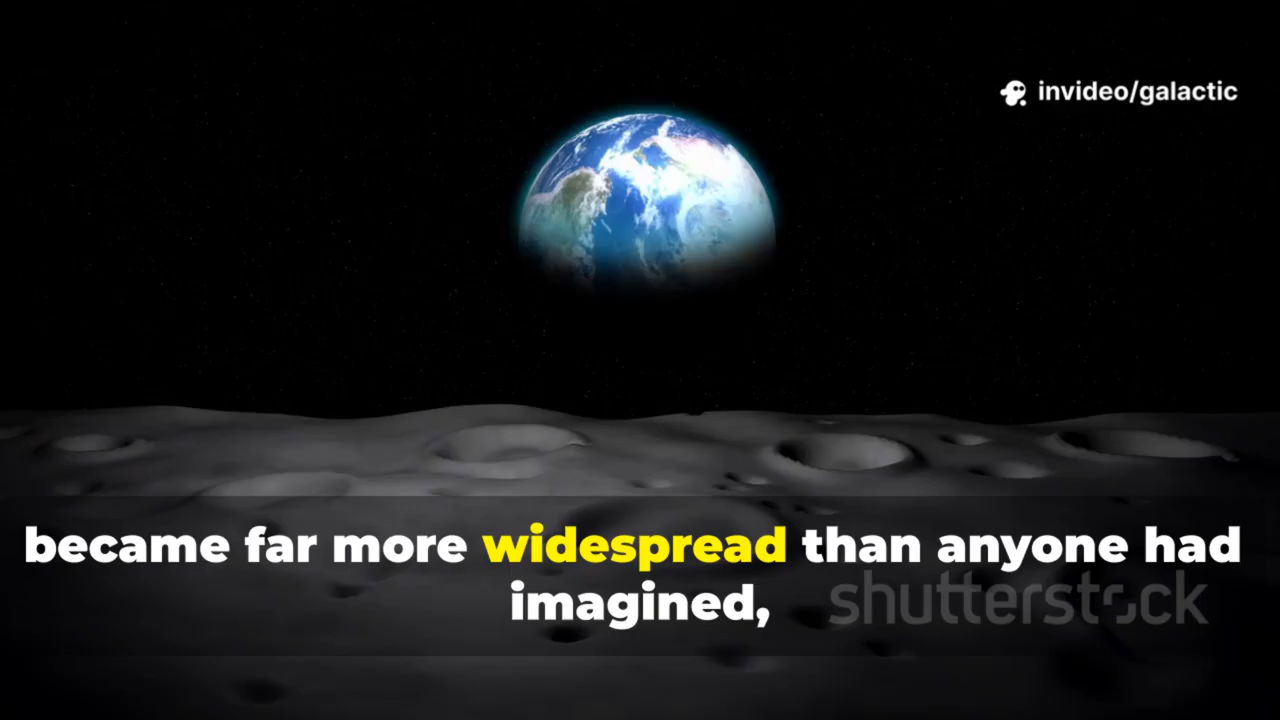 invideo/galactic
became far more widespread than anyone had
imagined,
shutterstock